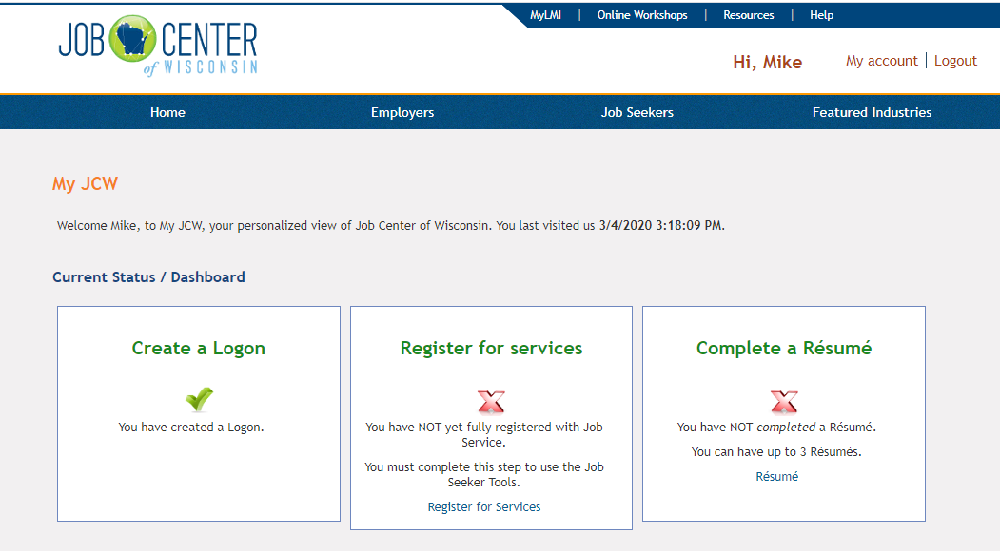 MyLMI | Online Workshops | Resources | Help
JOB CENTER
of WISCONSIN
Hi, Mike
My account | Logout
Home Employers Job Seekers Featured Industries
My JCW
Welcome Mike, to My JCW, your personalized view of Job Center of Wisconsin. You last visited us 3/4/2020 3:18:09 PM.
Current Status / Dashboard
Create a Logon
You have created a Logon.
Register for services
You have NOT yet fully registered with Job
Service.
You must complete this step to use the Job
Seeker Tools.
Register for Services
Complete a Résumé
You have NOT completed a Résumé.
You can have up to 3 Résumés.
Résumé